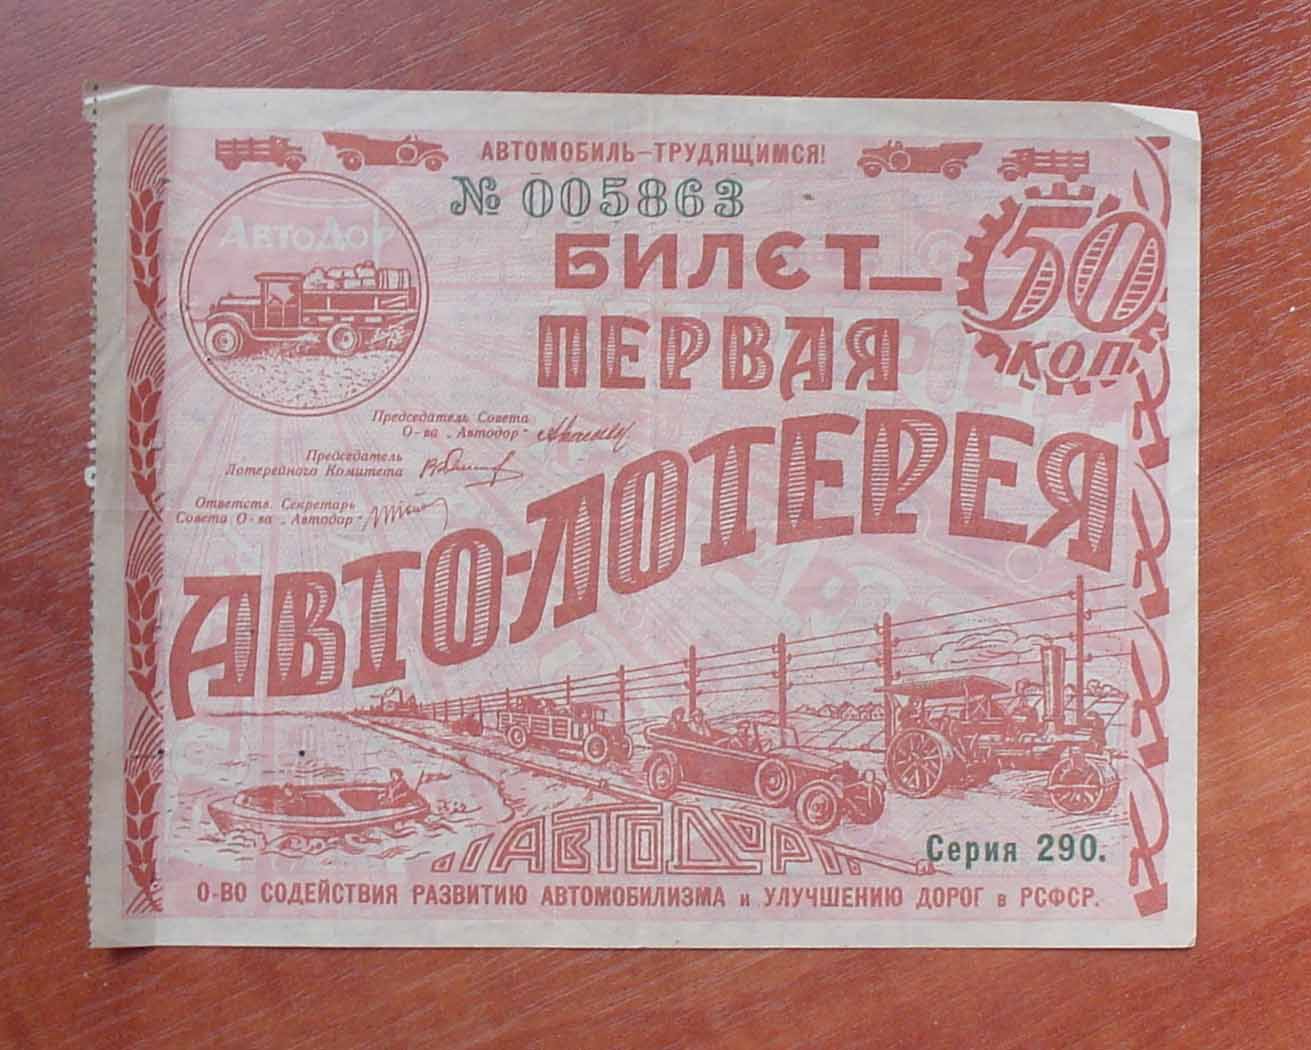 АВТОМОБИЛЬ-ТРУДЯЩИМСЯ!
№ 005863
АВТОДОР
БИЛЕТ
50
КОП
ПЕРВАЯ
АВТО-ЛОТЕРЕЯ
Председатель Совета
О-ва „Автодор"
Председатель
Лотерейного Комитета
Ответств. Секретарь
Совета О-ва „Автодор"
„АВТОДОР"
Серия 290.
О-ВО СОДЕЙСТВИЯ РАЗВИТИЮ АВТОМОБИЛИЗМА и УЛУЧШЕНИЮ ДОРОГ в РСФСР.